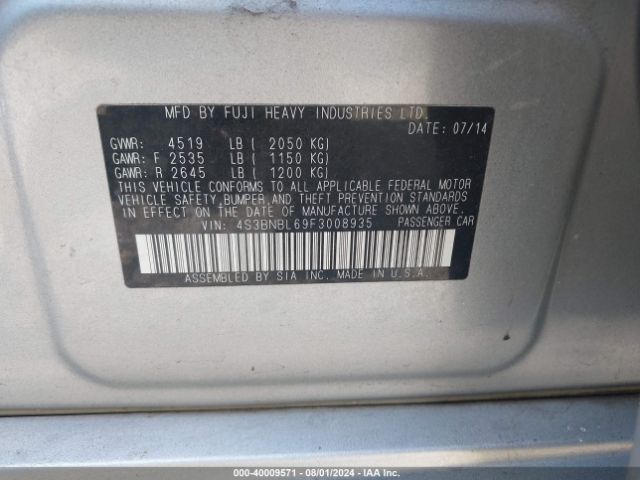 MFD BY FUJI HEAVY INDUSTRIES LTD.
DATE: 07/14
GVWR: 4519 LB ( 2050 KG)
GAWR: F 2535 LB ( 1150 KG)
GAWR: R 2645 LB ( 1200 KG)
THIS VEHICLE CONFORMS TO ALL APPLICABLE FEDERAL MOTOR
VEHICLE SAFETY,BUMPER,AND THEFT PREVENTION STANDARDS
IN EFFECT ON THE DATE OF MANUFACTURE SHOWN ABOVE.
VIN: 4S3BNBL69F3008935 PASSENGER CAR
ASSEMBLED BY SIA INC. MADE IN U.S.A.
000-40009571 - 08/01/2024 - IAA Inc.